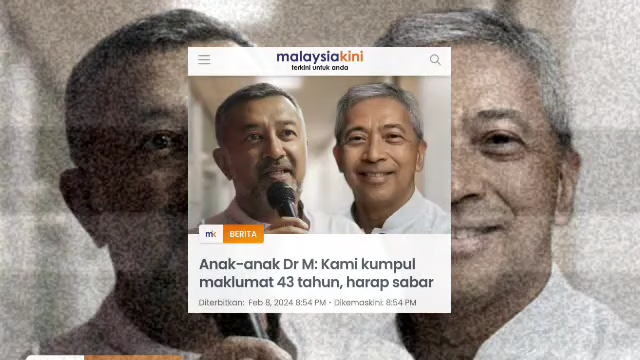 malaysiakini
terkini untuk anda
mk BERITA
Anak-anak Dr M: Kami kumpul
maklumat 43 tahun, harap sabar
Diterbitkan: Feb 8, 2024 8:54 PM · Dikemaskini: 8:54 PM